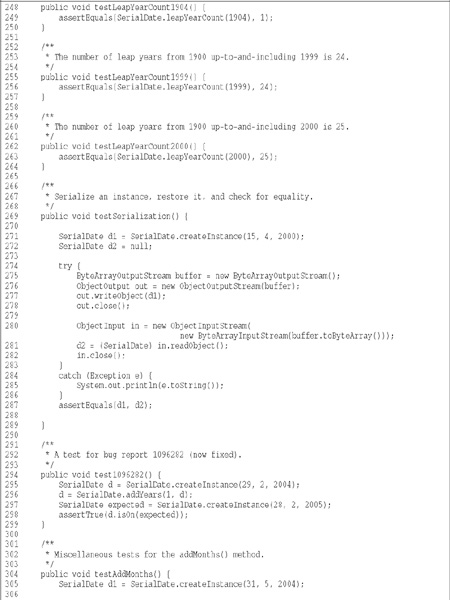 248 public void testLeapYearCount1904() {
249 assertEquals(SerialDate.leapYearCount(1904), 1);
250 }
251
252 /**
253 * The number of leap years from 1900 up-to-and-including 1999 is 24.
254 */
255 public void testLeapYearCount1999() {
256 assertEquals(SerialDate.leapYearCount(1999), 24);
257 }
258
259 /**
260 * The number of leap years from 1900 up-to-and-including 2000 is 25.
261 */
262 public void testLeapYearCount2000() {
263 assertEquals(SerialDate.leapYearCount(2000), 25);
264 }
265
266 /**
267 * Serialize an instance, restore it, and check for equality.
268 */
269 public void testSerialization() {
270
271 SerialDate d1 = SerialDate.createInstance(15, 4, 2000);
272 SerialDate d2 = null;
273
274 try {
275 ByteArrayOutputStream buffer = new ByteArrayOutputStream();
276 ObjectOutput out = new ObjectOutputStream(buffer);
277 out.writeObject(d1);
278 out.close();
279
280 ObjectInput in = new ObjectInputStream(
new ByteArrayInputStream(buffer.toByteArray()));
281 d2 = (SerialDate) in.readObject();
282 in.close();
283 }
284 catch (Exception e) {
285 System.out.println(e.toString());
286 }
287 assertEquals(d1, d2);
288
289 }
290
291 /**
292 * A test for bug report 1096282 (now fixed).
293 */
294 public void test1096282() {
295 SerialDate d = SerialDate.createInstance(29, 2, 2004);
296 d = SerialDate.addYears(1, d);
297 SerialDate expected = SerialDate.createInstance(28, 2, 2005);
298 assertTrue(d.isOn(expected));
299 }
300
301 /**
302 * Miscellaneous tests for the addMonths() method.
303 */
304 public void testAddMonths() {
305 SerialDate d1 = SerialDate.createInstance(31, 5, 2004);
306